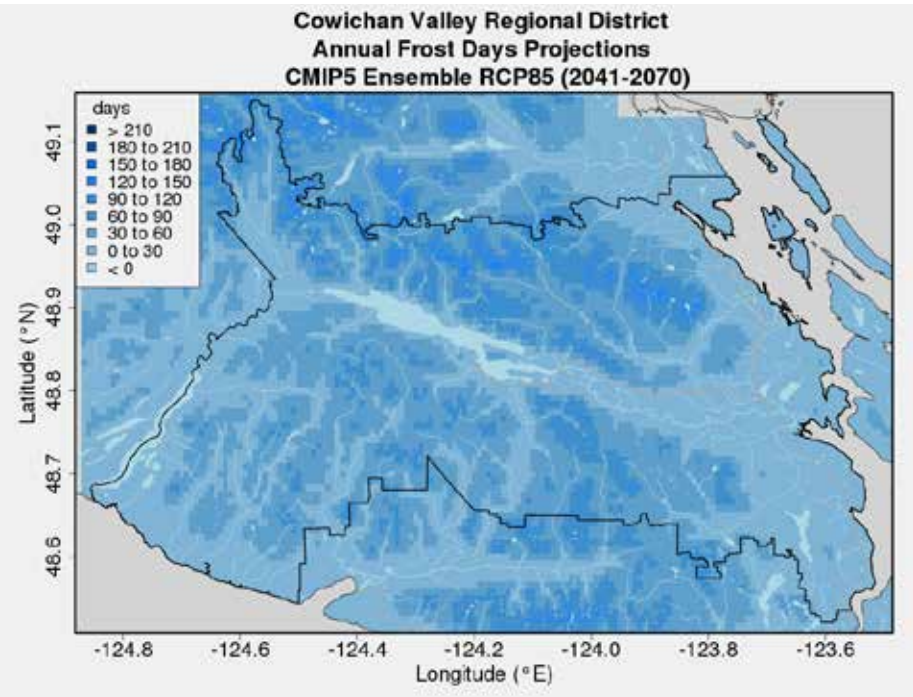 Cowichan Valley Regional District
Annual Frost Days Projections
CMIP5 Ensemble RCP85 (2041-2070)
days
> 210
180 to 210
150 to 180
120 to 150
90 to 120
60 to 90
30 to 60
0 to 30
< 0
49.1
49.0
48.9
48.8
48.7
48.6
Latitude (°N)
-124.8
-124.6
-124.4
-124.2
-124.0
-123.8
-123.6
Longitude (°E)